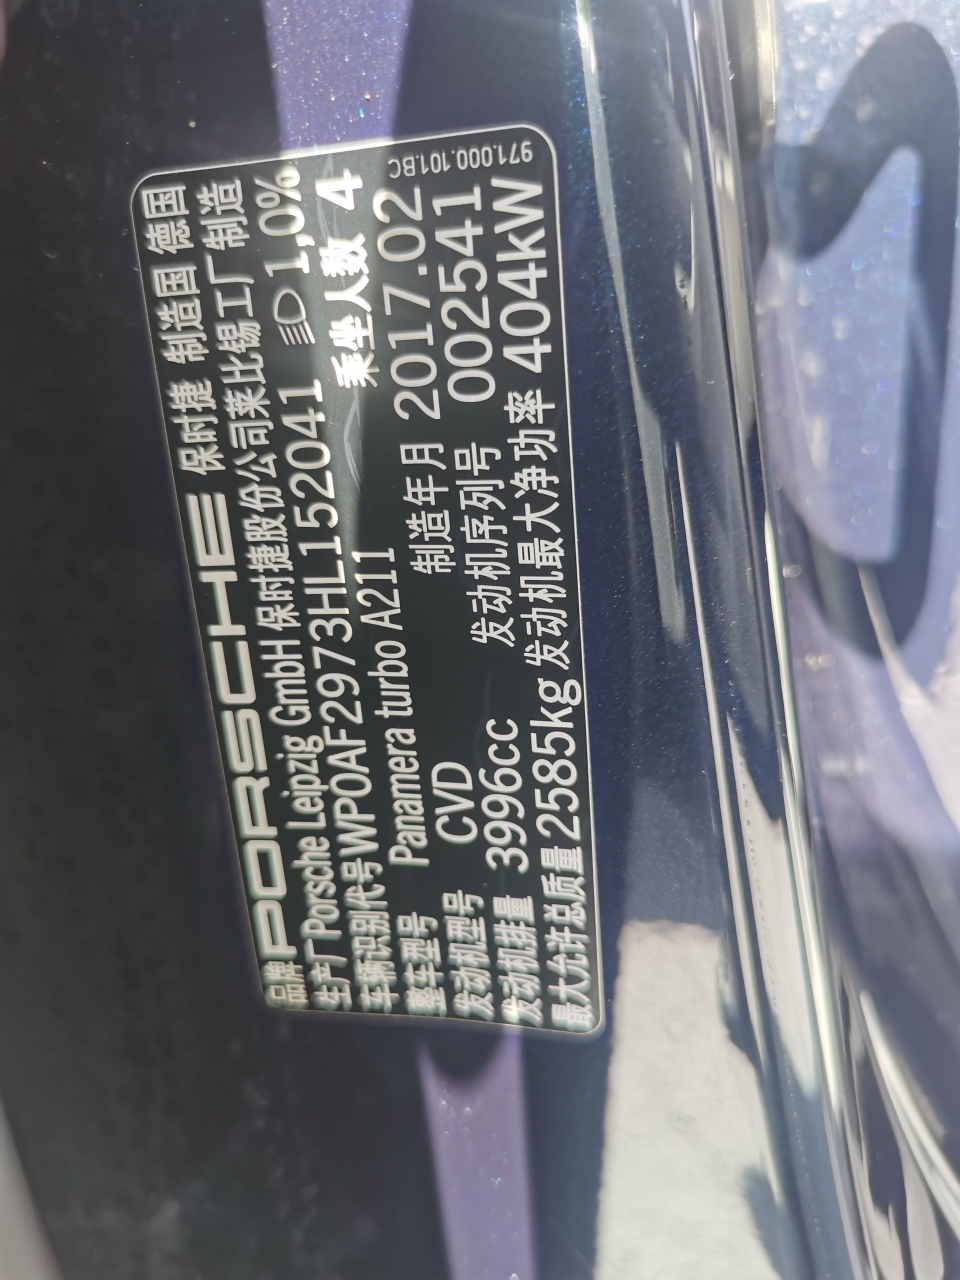 品牌 PORSCHE 保时捷 制造国 德国
生产厂 Porsche Leipzig GmbH 保时捷股份公司莱比锡工厂制造
车辆识别代号 WP0AF2973HL152041 1,0%
整车型号 Panamera turbo A211 乘坐人数 4
发动机型号 CVD 制造年月 2017.02
发动机排量 3996cc 发动机序列号 002541
最大允许总质量 2585kg 发动机最大净功率 404kW
971.000.101.BC